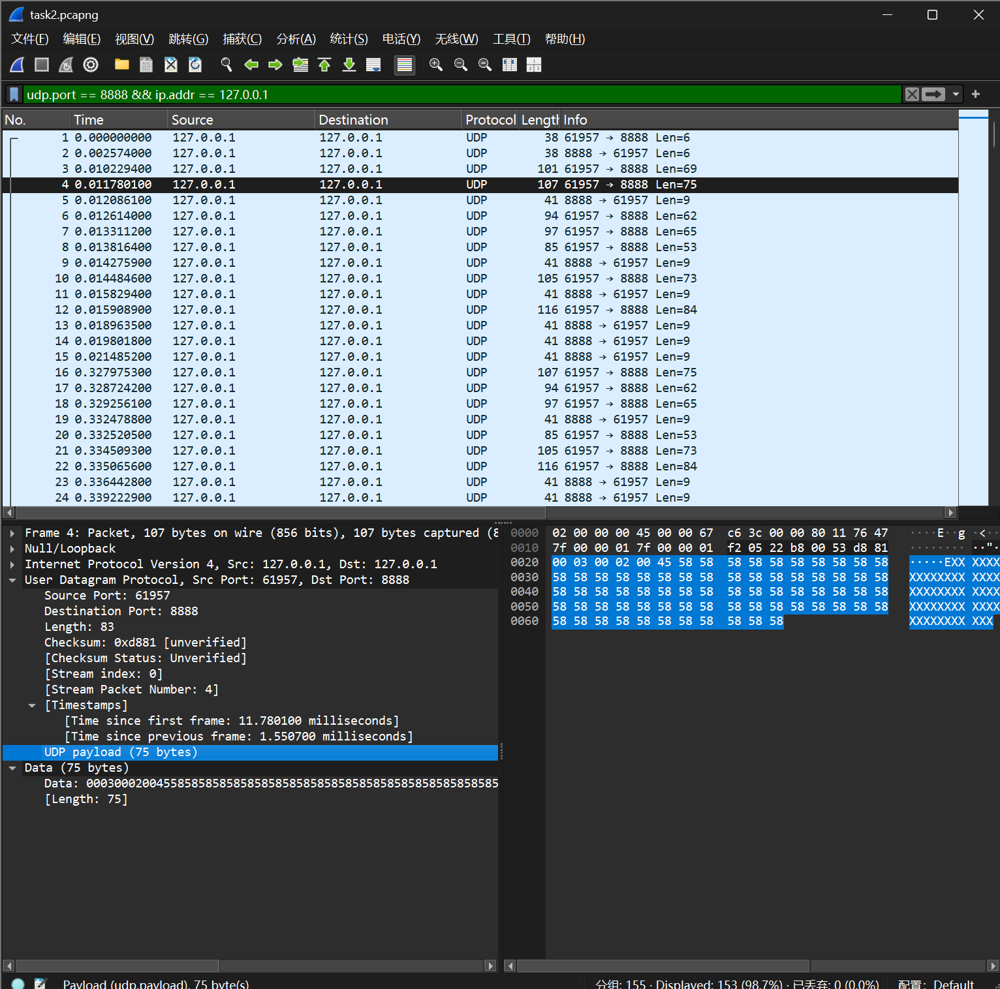 task2.pcapng
文件(F) 编辑(E) 视图(V) 跳转(G) 捕获(C) 分析(A) 统计(S) 电话(Y) 无线(W) 工具(T) 帮助(H)
udp.port == 8888 && ip.addr == 127.0.0.1
No. Time Source Destination Protocol Length Info
1 0.000000000 127.0.0.1 127.0.0.1 UDP 38 61957 → 8888 Len=6
2 0.002574000 127.0.0.1 127.0.0.1 UDP 38 8888 → 61957 Len=6
3 0.010229400 127.0.0.1 127.0.0.1 UDP 101 61957 → 8888 Len=69
4 0.011780100 127.0.0.1 127.0.0.1 UDP 107 61957 → 8888 Len=75
5 0.012086100 127.0.0.1 127.0.0.1 UDP 41 8888 → 61957 Len=9
6 0.012614000 127.0.0.1 127.0.0.1 UDP 94 61957 → 8888 Len=62
7 0.013311200 127.0.0.1 127.0.0.1 UDP 97 61957 → 8888 Len=65
8 0.013816400 127.0.0.1 127.0.0.1 UDP 85 61957 → 8888 Len=53
9 0.014275900 127.0.0.1 127.0.0.1 UDP 41 8888 → 61957 Len=9
10 0.014484600 127.0.0.1 127.0.0.1 UDP 105 61957 → 8888 Len=73
11 0.015829400 127.0.0.1 127.0.0.1 UDP 41 8888 → 61957 Len=9
12 0.015908900 127.0.0.1 127.0.0.1 UDP 116 61957 → 8888 Len=84
13 0.018963500 127.0.0.1 127.0.0.1 UDP 41 8888 → 61957 Len=9
14 0.019801800 127.0.0.1 127.0.0.1 UDP 41 8888 → 61957 Len=9
15 0.021485200 127.0.0.1 127.0.0.1 UDP 41 8888 → 61957 Len=9
16 0.327975300 127.0.0.1 127.0.0.1 UDP 107 61957 → 8888 Len=75
17 0.328724200 127.0.0.1 127.0.0.1 UDP 94 61957 → 8888 Len=62
18 0.329256100 127.0.0.1 127.0.0.1 UDP 97 61957 → 8888 Len=65
19 0.332478800 127.0.0.1 127.0.0.1 UDP 41 8888 → 61957 Len=9
20 0.332520500 127.0.0.1 127.0.0.1 UDP 85 61957 → 8888 Len=53
21 0.334509300 127.0.0.1 127.0.0.1 UDP 105 61957 → 8888 Len=73
22 0.335065600 127.0.0.1 127.0.0.1 UDP 116 61957 → 8888 Len=84
23 0.336442800 127.0.0.1 127.0.0.1 UDP 41 8888 → 61957 Len=9
24 0.339222900 127.0.0.1 127.0.0.1 UDP 41 8888 → 61957 Len=9
Frame 4: Packet, 107 bytes on wire (856 bits), 107 bytes captured (8
Null/Loopback
Internet Protocol Version 4, Src: 127.0.0.1, Dst: 127.0.0.1
User Datagram Protocol, Src Port: 61957, Dst Port: 8888
Source Port: 61957
Destination Port: 8888
Length: 83
Checksum: 0xd881 [unverified]
[Checksum Status: Unverified]
[Stream index: 0]
[Stream Packet Number: 4]
[Timestamps]
[Time since first frame: 11.780100 milliseconds]
[Time since previous frame: 1.550700 milliseconds]
UDP payload (75 bytes)
Data (75 bytes)
Data: 00030002004558585858585858585858585858585858585858585858585
[Length: 75]
0000 02 00 00 00 45 00 00 67 c6 3c 00 00 80 11 76 47 ····E··g ·<
0010 7f 00 00 01 7f 00 00 01 f2 05 22 b8 00 53 d8 81 ········ ··"·
0020 00 03 00 02 00 45 58 58 58 58 58 58 58 58 58 58 ·····EXX XXXX
0030 58 58 58 58 58 58 58 58 58 58 58 58 58 58 58 58 XXXXXXXX XXXX
0040 58 58 58 58 58 58 58 58 58 58 58 58 58 58 58 58 XXXXXXXX XXXX
0050 58 58 58 58 58 58 58 58 58 58 58 58 58 58 58 58 XXXXXXXX XXXX
0060 58 58 58 58 58 58 58 58 58 58 58 XXXXXXXX XXX
Payload (udp.payload), 75 byte(s) 分组: 155 · Displayed: 153 (98.7%) · 已丢弃: 0 (0.0%) 配置: Default